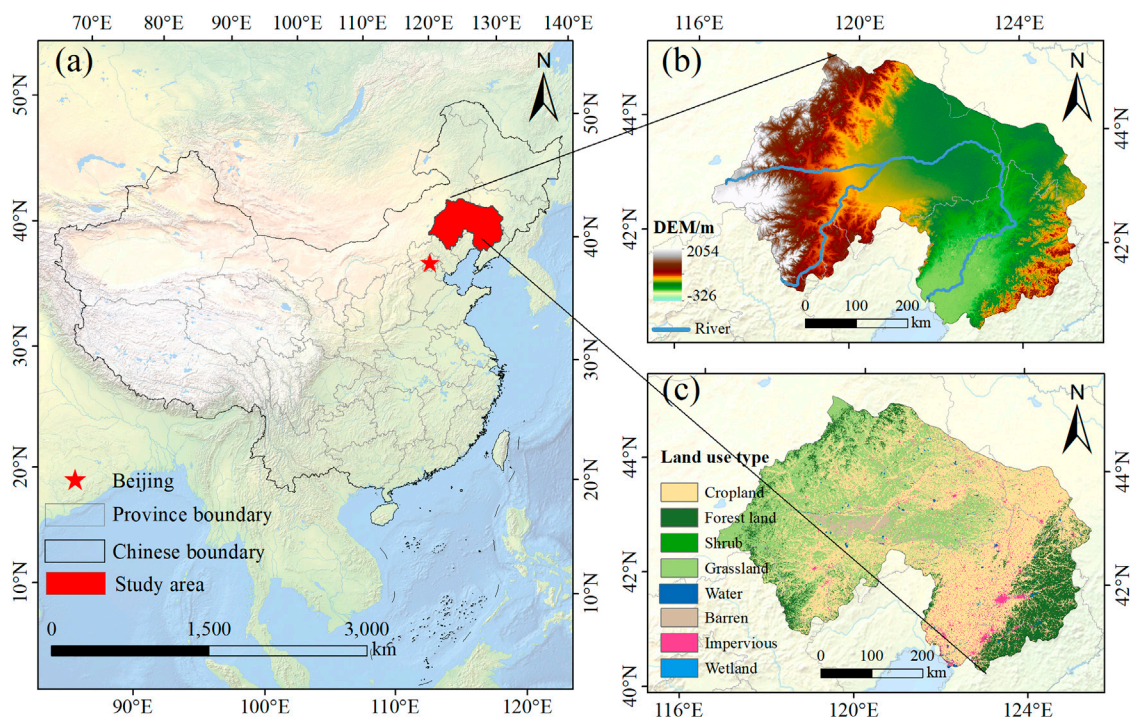 70°E 80°E 90°E 100°E 110°E 120°E 130°E 140°E
(a)
N
50°N
40°N
30°N
20°N
10°N
50°N
40°N
30°N
20°N
10°N
Beijing
Province boundary
Chinese boundary
Study area
0 1,500 3,000
km
90°E 100°E 110°E 120°E
116°E 120°E 124°E
(b)
N
44°N
42°N
44°N
42°N
DEM/m
2054
-326
River
0 100 200
km
116°E 120°E 124°E
(c)
N
44°N
42°N
40°N
44°N
42°N
Land use type
Cropland
Forest land
Shrub
Grassland
Water
Barren
Impervious
Wetland
0 100 200
km
116°E 120°E 124°E